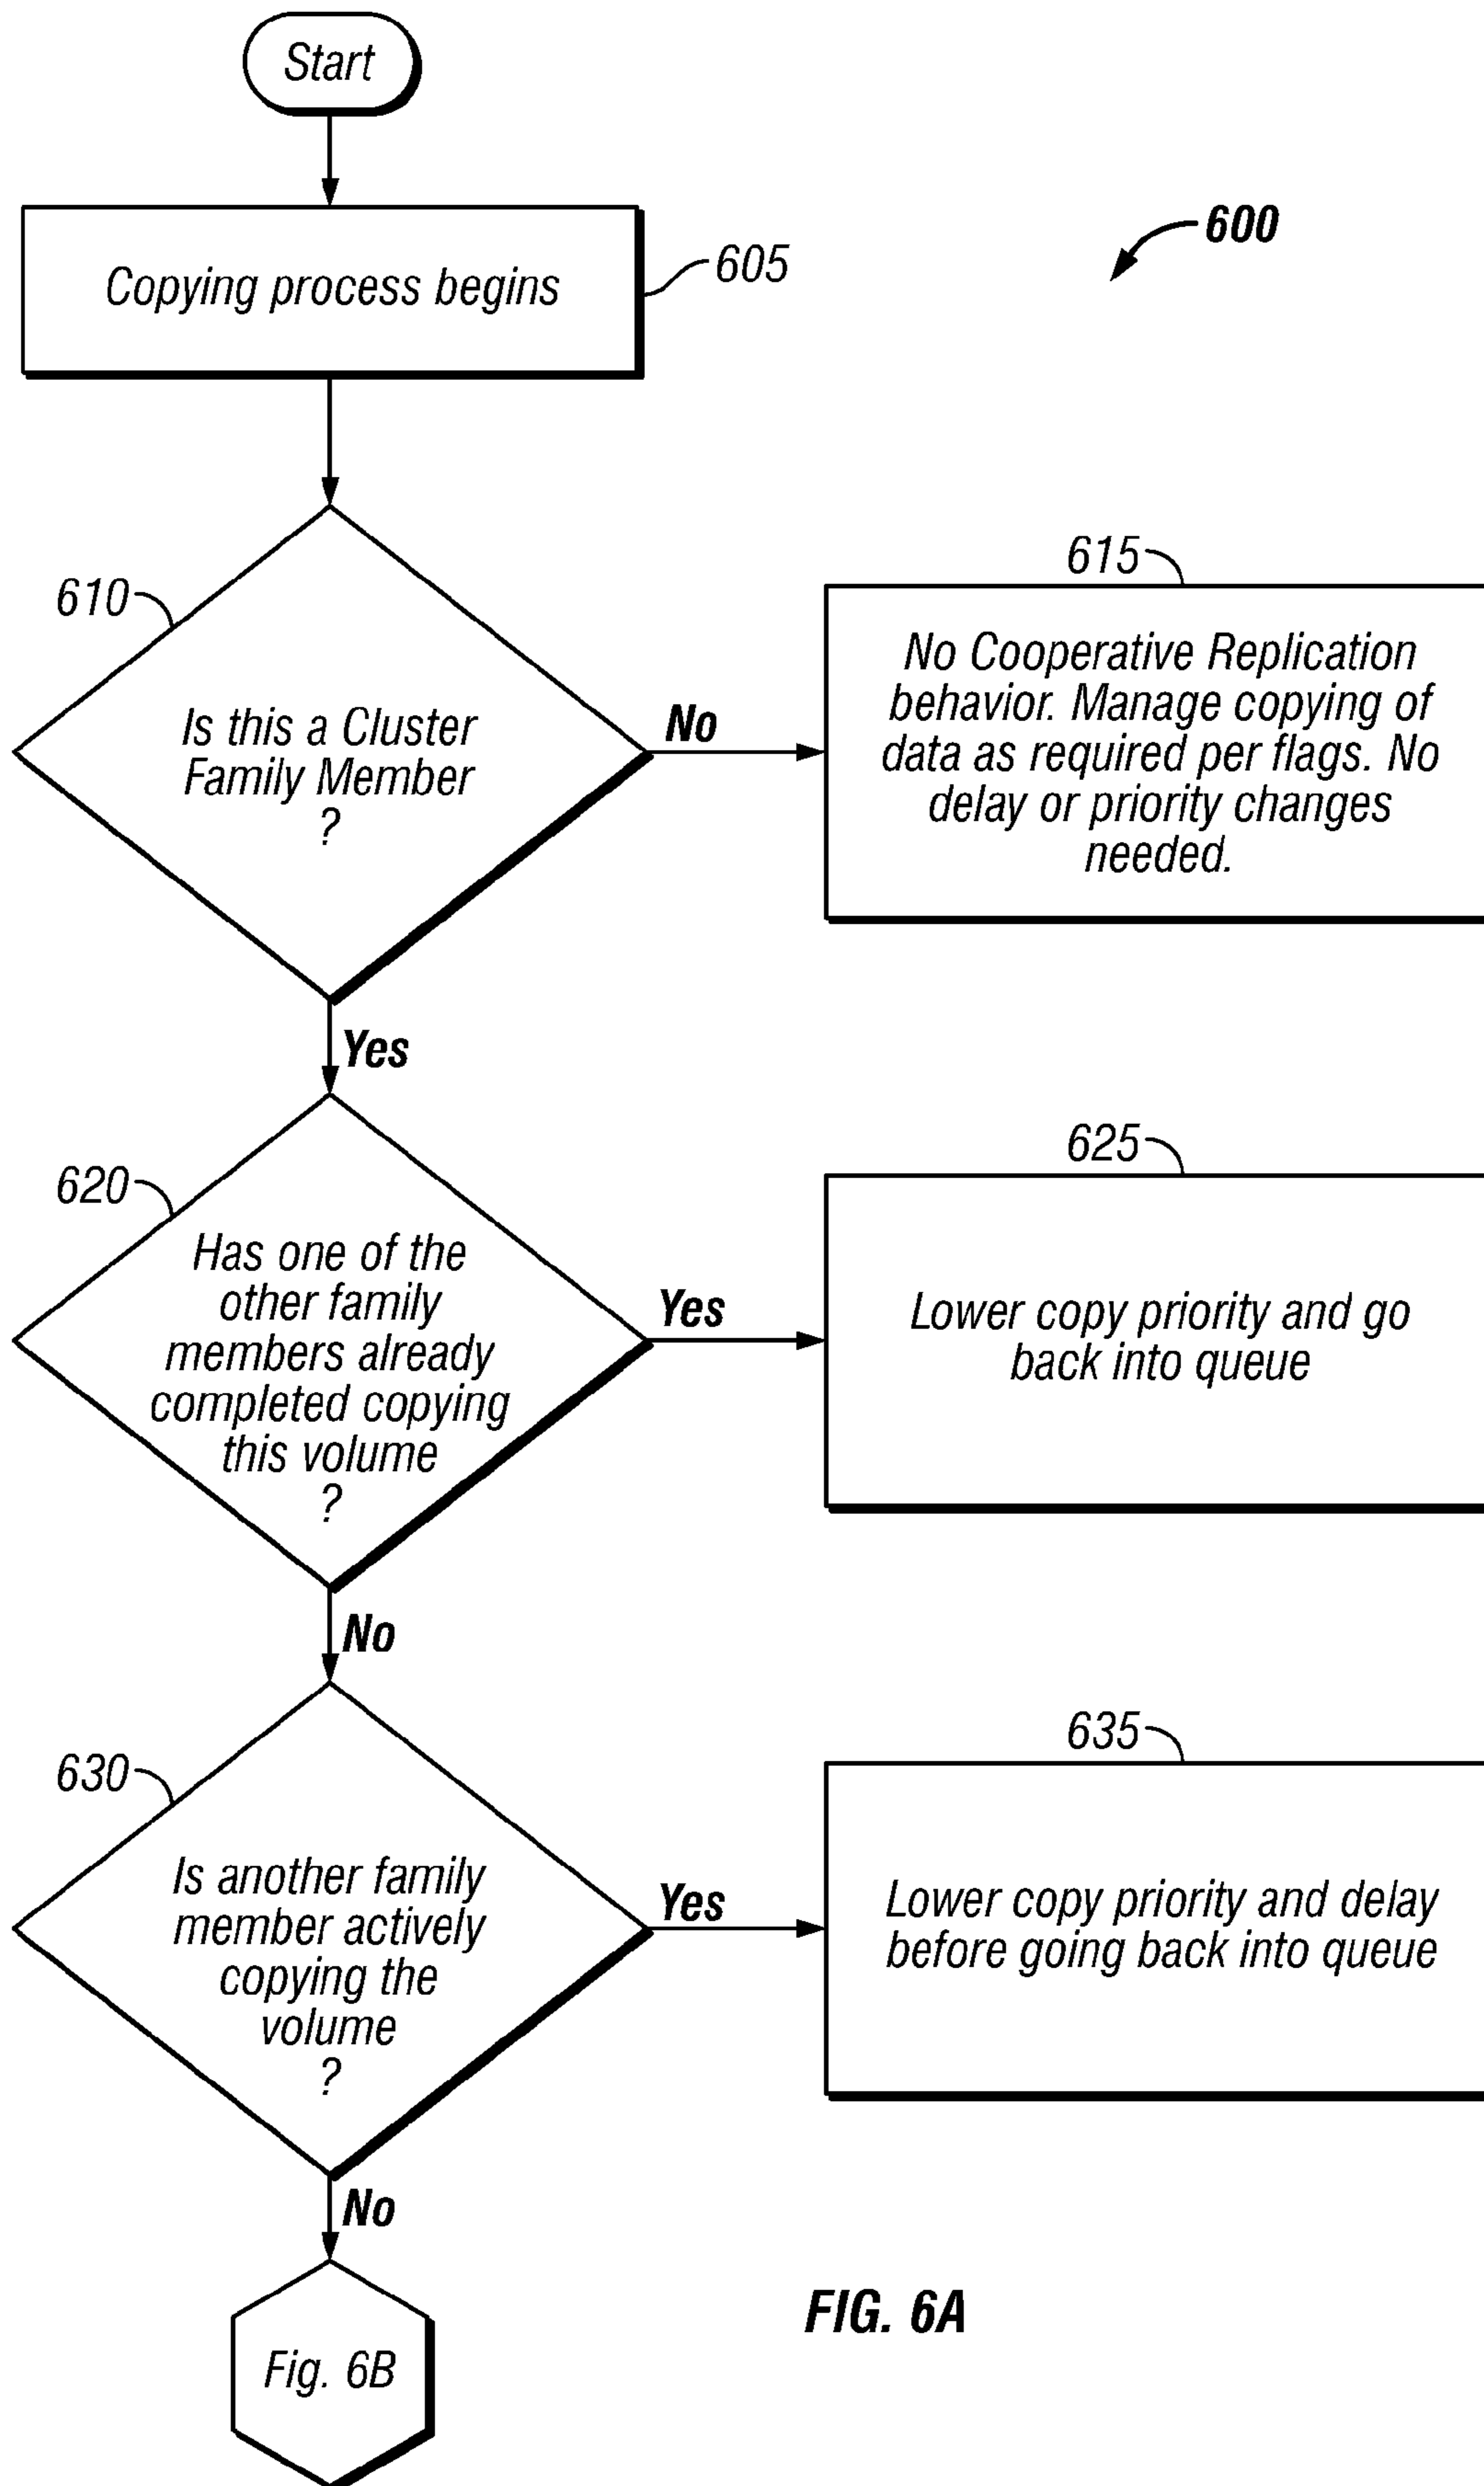 Start
600
Copying process begins
605
610
Is this a Cluster
Family Member
?
No
615
No Cooperative Replication
behavior. Manage copying of
data as required per flags. No
delay or priority changes
needed.
Yes
620
Has one of the
other family
members already
completed copying
this volume
?
Yes
625
Lower copy priority and go
back into queue
No
630
Is another family
member actively
copying the
volume
?
Yes
635
Lower copy priority and delay
before going back into queue
No
Fig. 6B
FIG. 6A